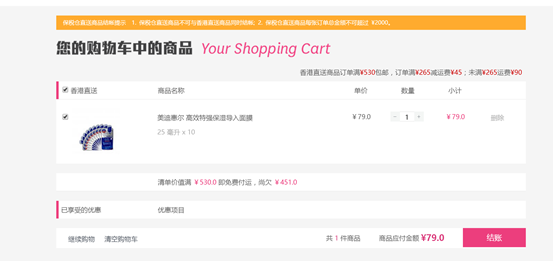 保税仓直送商品结帐提示 1. 保税仓直送商品不可与香港直送商品同时结帐; 2. 保税仓直送商品每张订单总金额不可超过 ¥2000。
您的购物车中的商品 Your Shopping Cart
香港直送商品订单满¥530包邮，订单满¥265减运费¥45；未满¥265运费¥90
香港直送 商品名称 单价 数量 小计
美迪惠尔 高效特强保湿导入面膜 ¥79.0 - 1 + ¥79.0 删除
25 毫升 x 10
清单价值满 ¥530.0 即免费付运，尚欠 ¥451.0
已享受的优惠 优惠项目
继续购物 清空购物车 共 1 件商品 商品应付金额 ¥79.0 结账